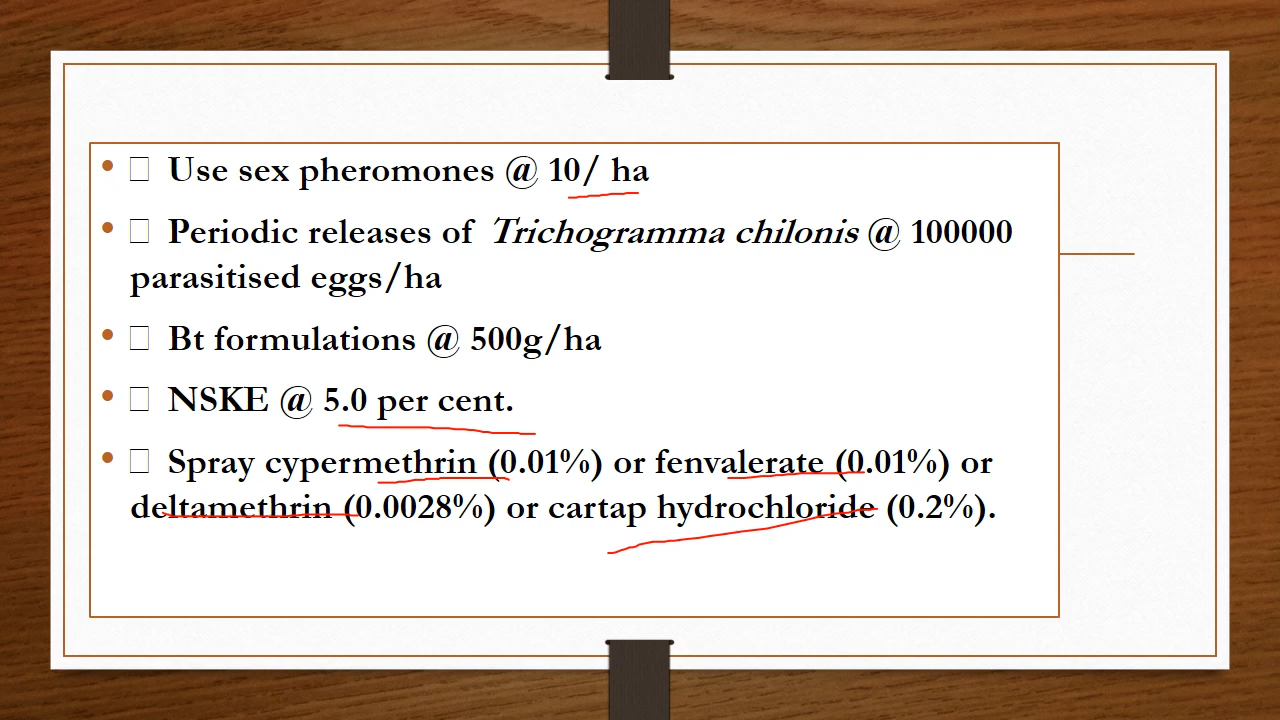 • Use sex pheromones @ 10/ ha
• Periodic releases of Trichogramma chilonis @ 100000
parasitised eggs/ha
• Bt formulations @ 500g/ha
• NSKE @ 5.0 per cent.
• Spray cypermethrin (0.01%) or fenvalerate (0.01%) or
deltamethrin (0.0028%) or cartap hydrochloride (0.2%).